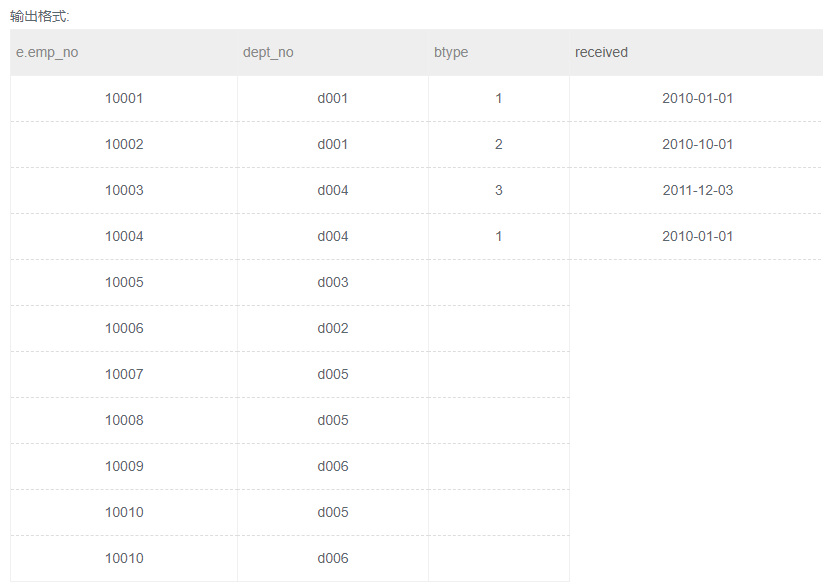 输出格式:
e.emp_no dept_no btype received
10001 d001 1 2010-01-01
10002 d001 2 2010-10-01
10003 d004 3 2011-12-03
10004 d004 1 2010-01-01
10005 d003
10006 d002
10007 d005
10008 d005
10009 d006
10010 d005
10010 d006